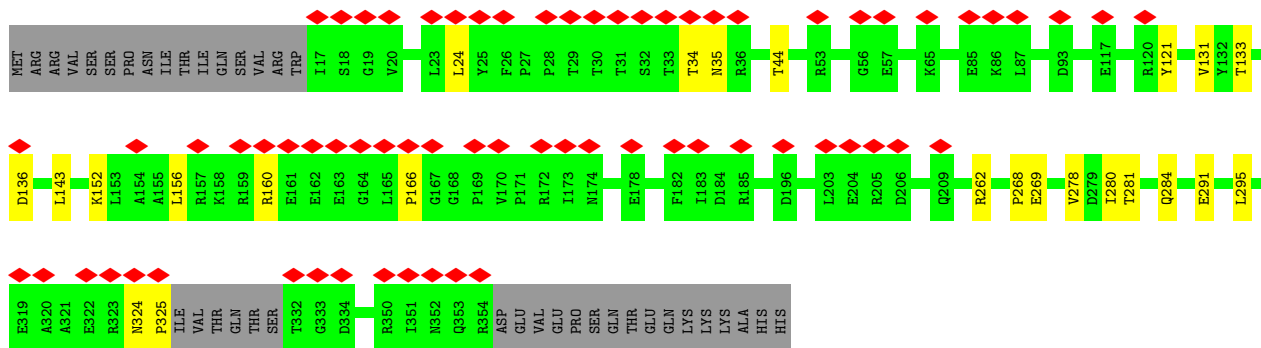 MET ARG ARG VAL SER SER PRO ASN ILE THR ILE GLN SER VAL ARG TRP I17 S18 G19 V20 L23 L24 Y25 F26 P27 P28 T29 T30 T31 S32 T33 T34 N35 R36 T44 R53 G56 E57 K65 E85 K86 L87 D93 E117 R120 Y121 V131 Y132 T133
D136 L143 K152 L153 A154 A155 L156 R157 K158 R159 R160 E161 E162 E163 G164 L165 P166 G167 G168 P169 V170 P171 R172 I173 N174 E178 F182 I183 D184 R185 D196 L203 E204 R205 D206 Q209 R262 P268 E269 V278 D279 I280 T281 Q284 E291 L295
E319 A320 A321 E322 R323 N324 P325 ILE VAL THR GLN THR SER T332 G333 D334 R350 I351 N352 Q353 R354 ASP GLU VAL GLU PRO SER GLN THR GLU GLN LYS LYS LYS ALA HIS HIS